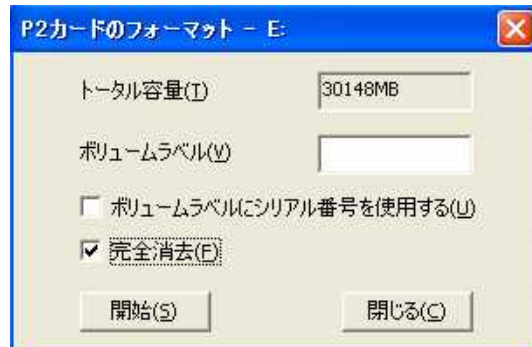 P2カードのフォーマット - E:
トータル容量(T) 30148MB
ボリュームラベル(V)
ボリュームラベルにシリアル番号を使用する(U)
完全消去(F)
開始(S) 閉じる(C)